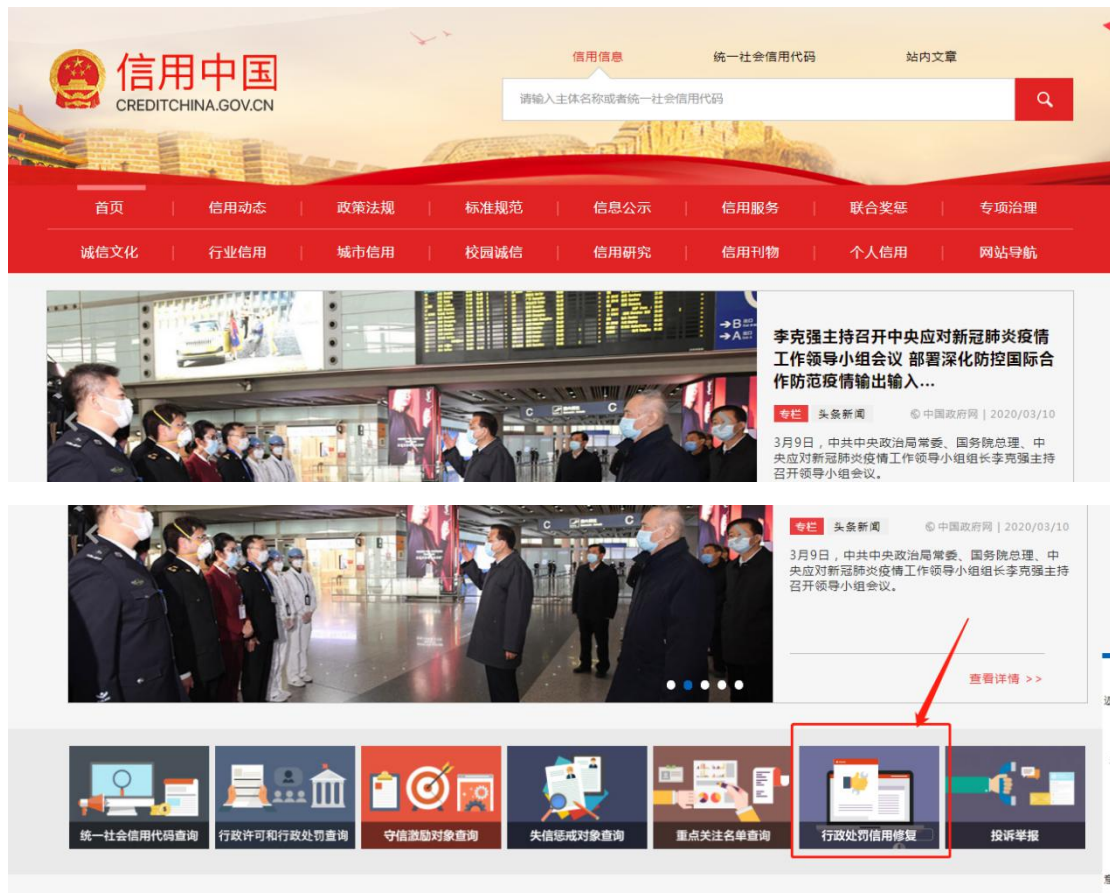 信用中国
CREDITCHINA.GOV.CN
信用信息 统一社会信用代码 站内文章
请输入主体名称或者统一社会信用代码
首页 信用动态 政策法规 标准规范 信息公示 信用服务 联合奖惩 专项治理
诚信文化 行业信用 城市信用 校园诚信 信用研究 信用刊物 个人信用 网站导航
李克强主持召开中央应对新冠肺炎疫情
工作领导小组会议 部署深化防控国际合
作防范疫情输出输入...
专栏 头条新闻 © 中国政府网 | 2020/03/10
3月9日，中共中央政治局常委、国务院总理、中
央应对新冠肺炎疫情工作领导小组组长李克强主持
召开领导小组会议。
B
A
C
专栏 头条新闻 © 中国政府网 | 2020/03/10
3月9日，中共中央政治局常委、国务院总理、中
央应对新冠肺炎疫情工作领导小组组长李克强主持
召开领导小组会议。
C C
查看详情 >>
统一社会信用代码查询 行政许可和行政处罚查询 守信激励对象查询 失信惩戒对象查询 重点关注名单查询 行政处罚信用修复 投诉举报